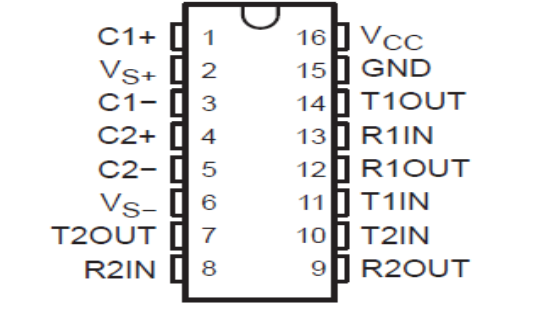 C1+ 1 16 VCC
VS+ 2 15 GND
C1− 3 14 T1OUT
C2+ 4 13 R1IN
C2− 5 12 R1OUT
VS− 6 11 T1IN
T2OUT 7 10 T2IN
R2IN 8 9 R2OUT